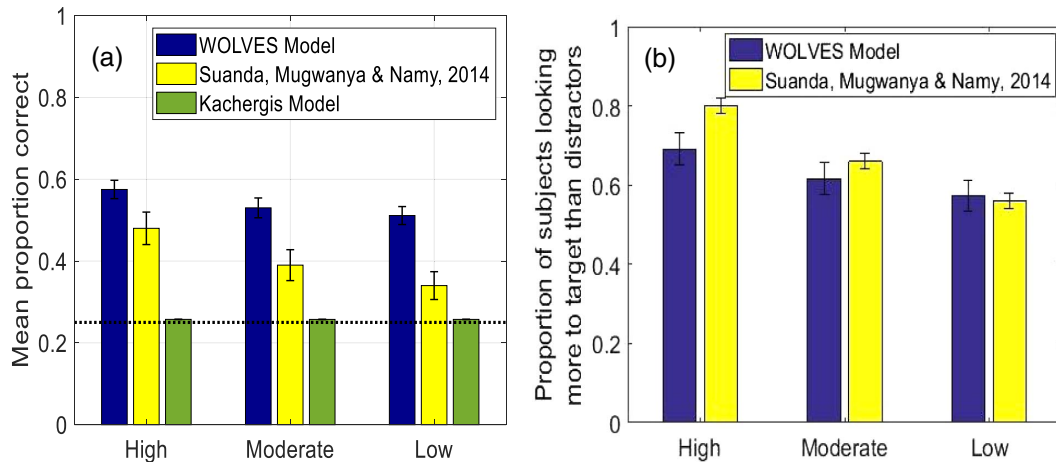 (a)
WOLVES Model
Suanda, Mugwanya & Namy, 2014
Kachergis Model
Mean proportion correct
1
0.8
0.6
0.4
0.2
0
High
Moderate
Low
(b)
WOLVES Model
Suanda, Mugwanya & Namy, 2014
Proportion of subjects looking
more to target than distractors
1
0.8
0.6
0.4
0.2
0
High
Moderate
Low